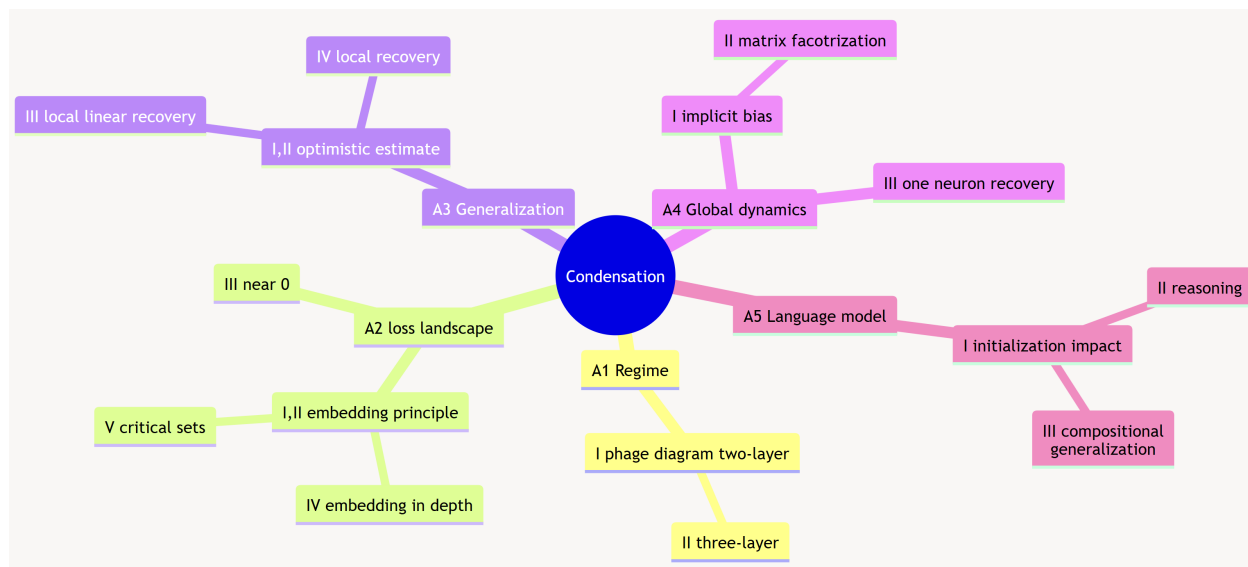 II matrix facotrization
IV local recovery
III local linear recovery
I implicit bias
I,II optimistic estimate
III one neuron recovery
A3 Generalization
A4 Global dynamics
Condensation
III near 0
II reasoning
A5 Language model
A2 loss landscape
I initialization impact
A1 Regime
I,II embedding principle
V critical sets
III compositional
generalization
I phage diagram two-layer
IV embedding in depth
II three-layer